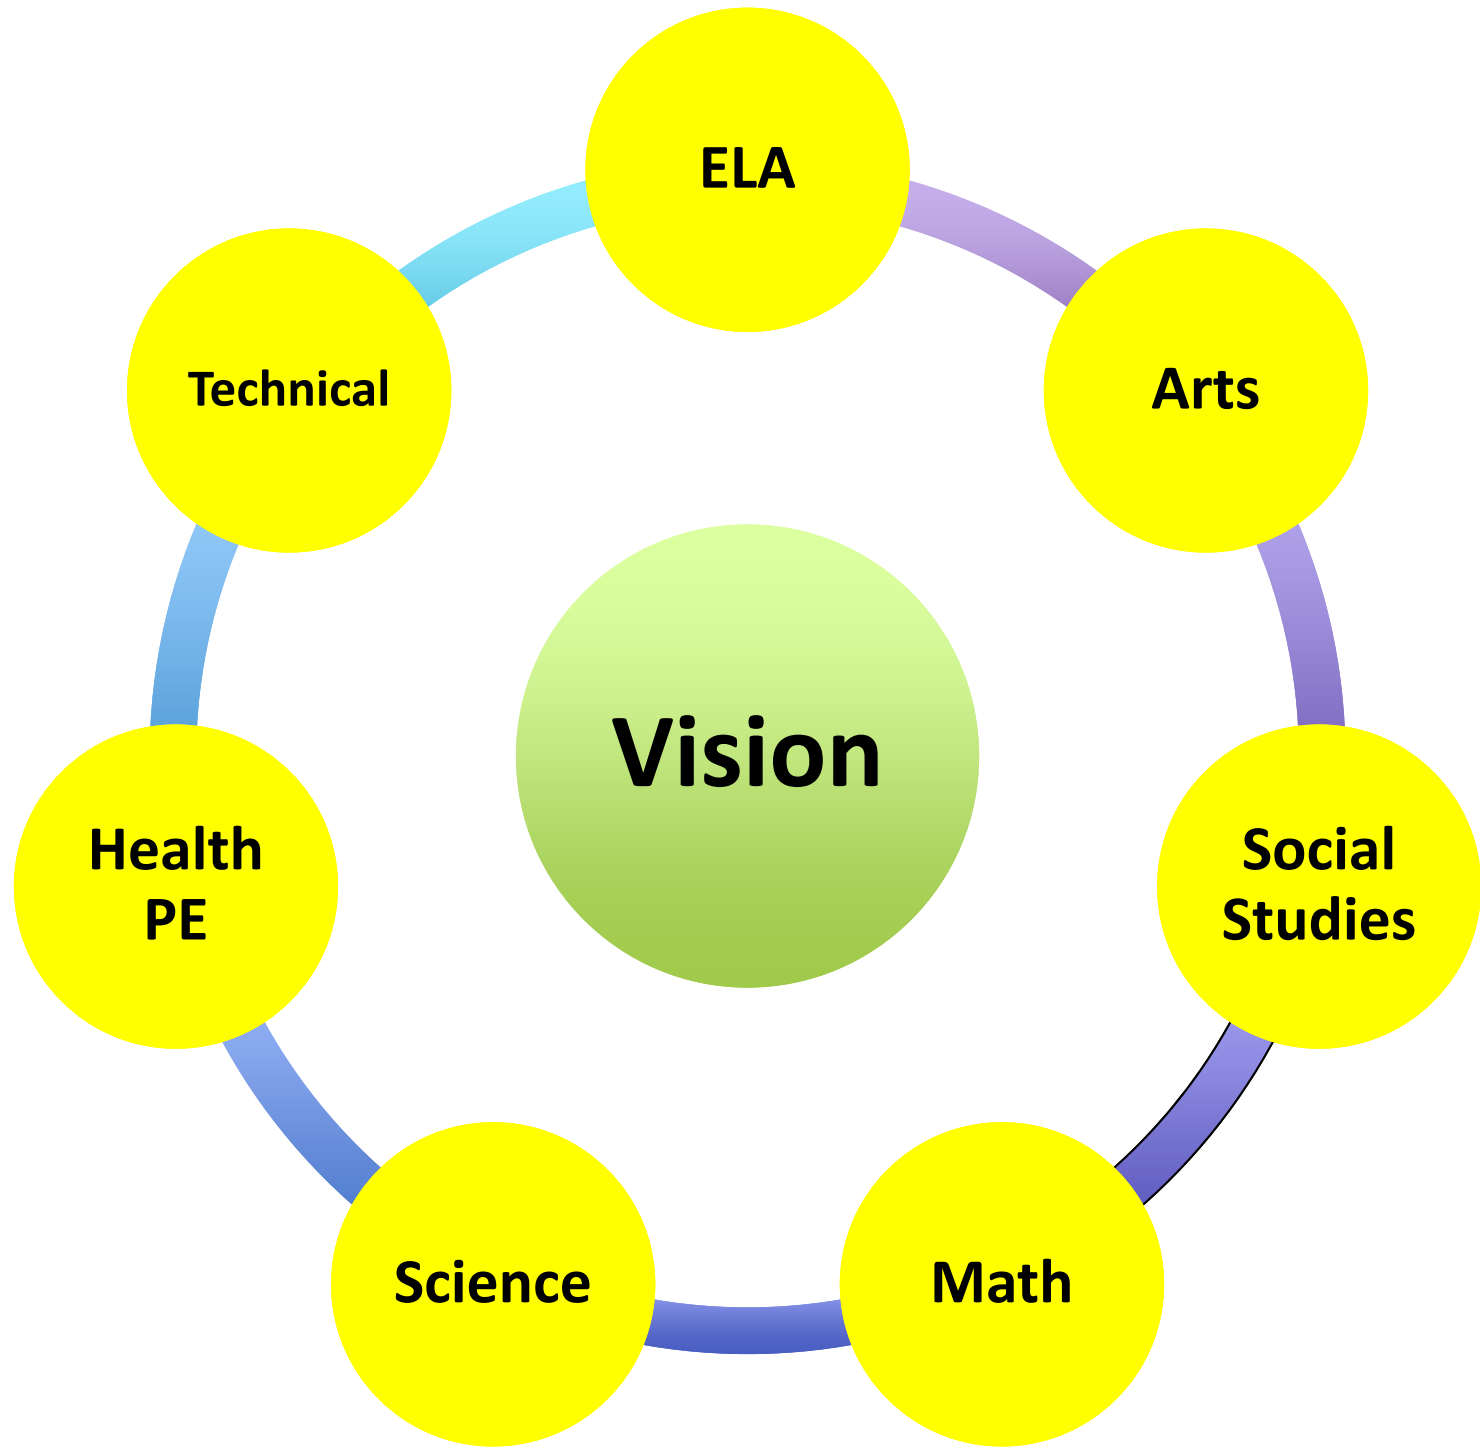 ELA
Technical
Arts
Vision
Health
PE
Social
Studies
Science
Math